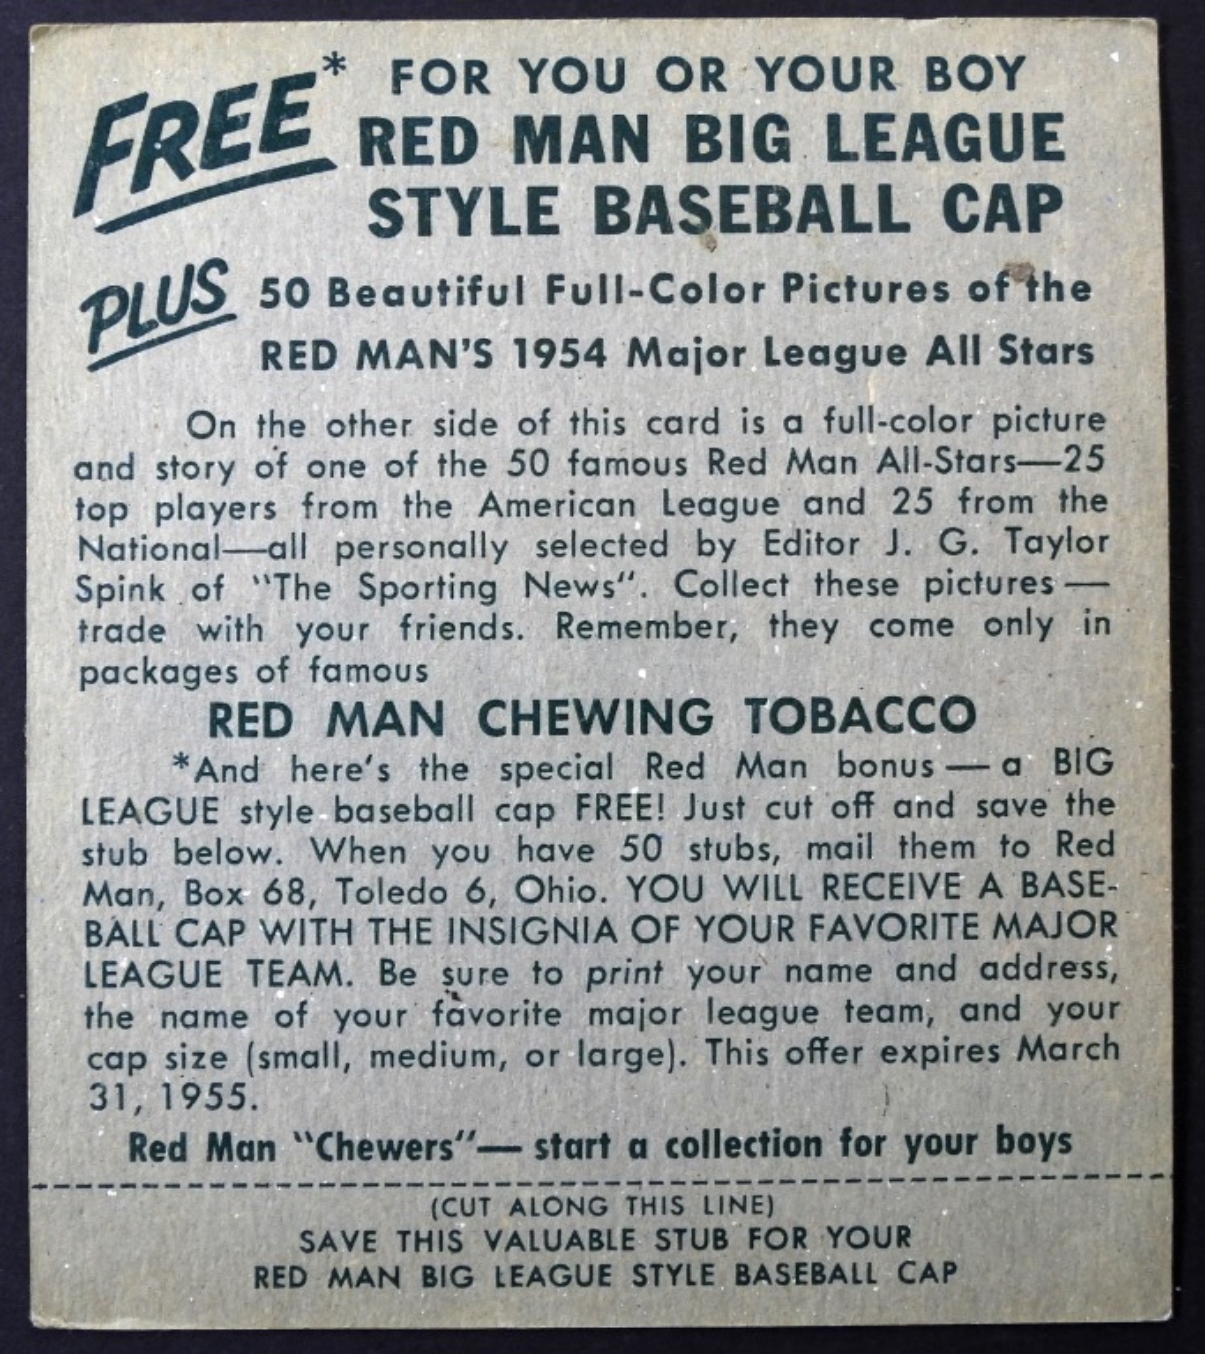 FREE* FOR YOU OR YOUR BOY
RED MAN BIG LEAGUE
STYLE BASEBALL CAP
PLUS 50 Beautiful Full-Color Pictures of the
RED MAN'S 1954 Major League All Stars
On the other side of this card is a full-color picture
and story of one of the 50 famous Red Man All-Stars—25
top players from the American League and 25 from the
National—all personally selected by Editor J. G. Taylor
Spink of "The Sporting News". Collect these pictures—
trade with your friends. Remember, they come only in
packages of famous
RED MAN CHEWING TOBACCO
*And here's the special Red Man bonus—a BIG
LEAGUE style baseball cap FREE! Just cut off and save the
stub below. When you have 50 stubs, mail them to Red
Man, Box 68, Toledo 6, Ohio. YOU WILL RECEIVE A BASE-
BALL CAP WITH THE INSIGNIA OF YOUR FAVORITE MAJOR
LEAGUE TEAM. Be sure to print your name and address,
the name of your favorite major league team, and your
cap size (small, medium, or large). This offer expires March
31, 1955.
Red Man "Chewers"— start a collection for your boys
(CUT ALONG THIS LINE)
SAVE THIS VALUABLE STUB FOR YOUR
RED MAN BIG LEAGUE STYLE BASEBALL CAP